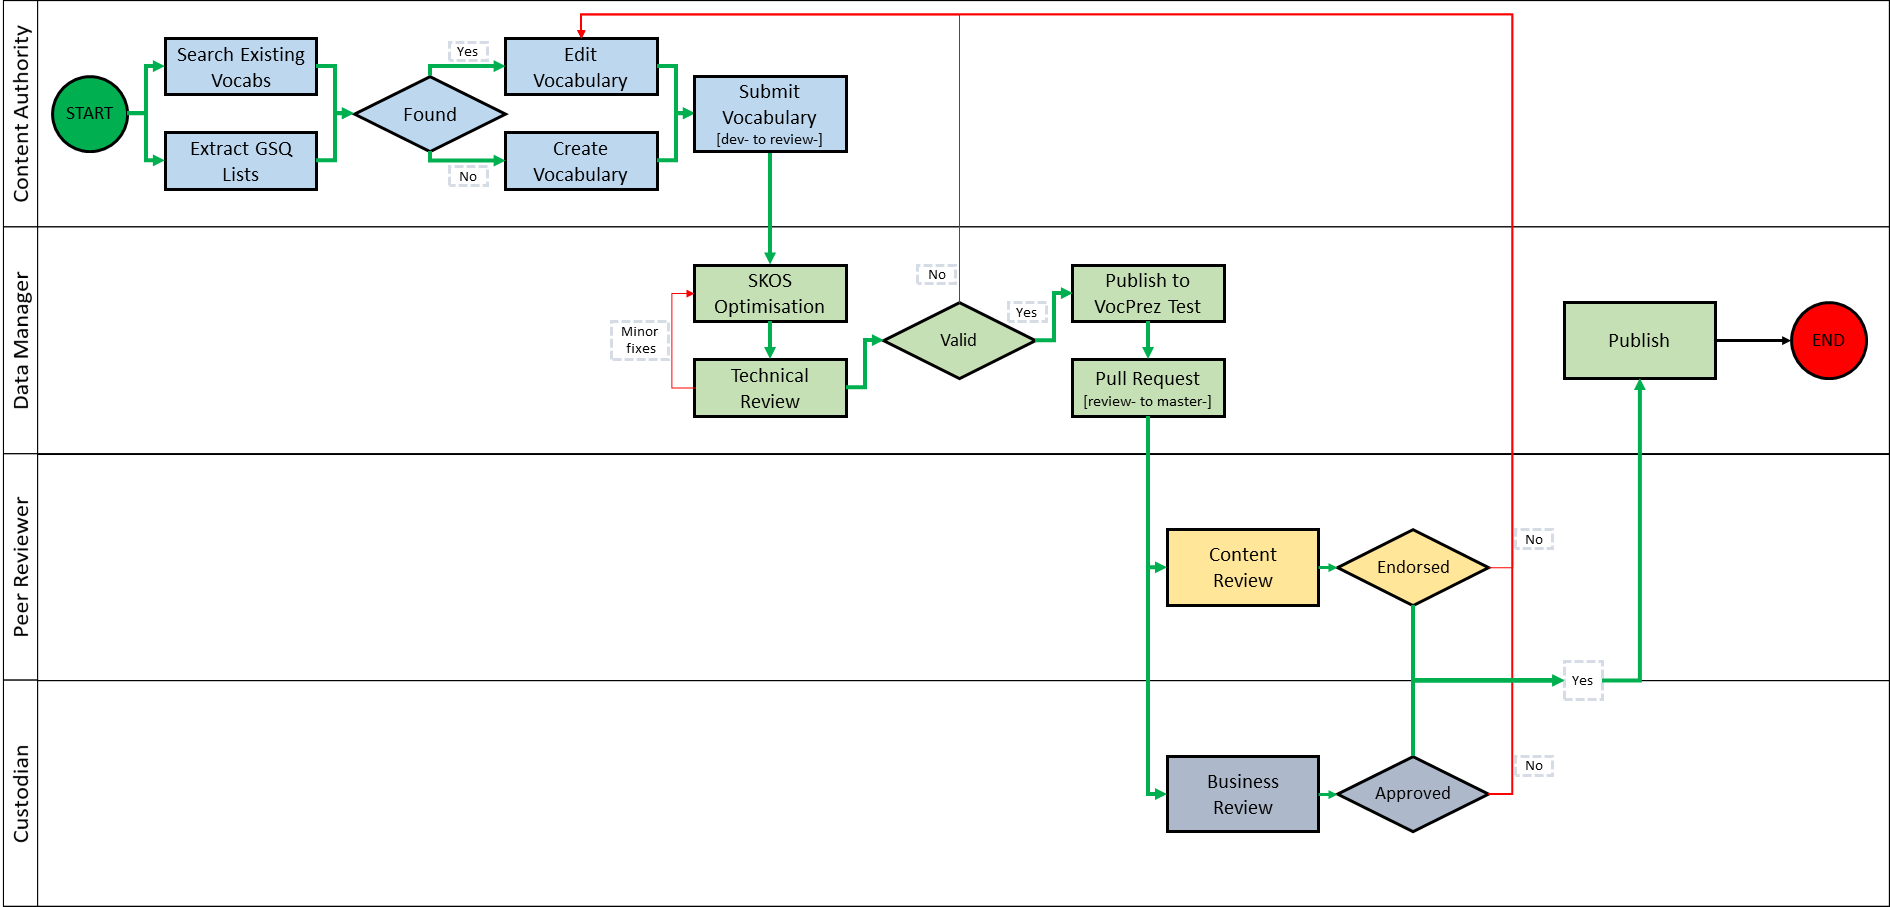 Content Authority
START
Search Existing
Vocabs
Extract GSQ
Lists
Found
Yes
No
Edit
Vocabulary
Create
Vocabulary
Submit
Vocabulary
[dev- to review-]
Data Manager
SKOS
Optimisation
Minor
fixes
Technical
Review
No
Valid
Yes
Publish to
VocPrez Test
Pull Request
[review- to master-]
Publish
END
Peer Reviewer
Content
Review
Endorsed
No
Yes
Custodian
Business
Review
Approved
No